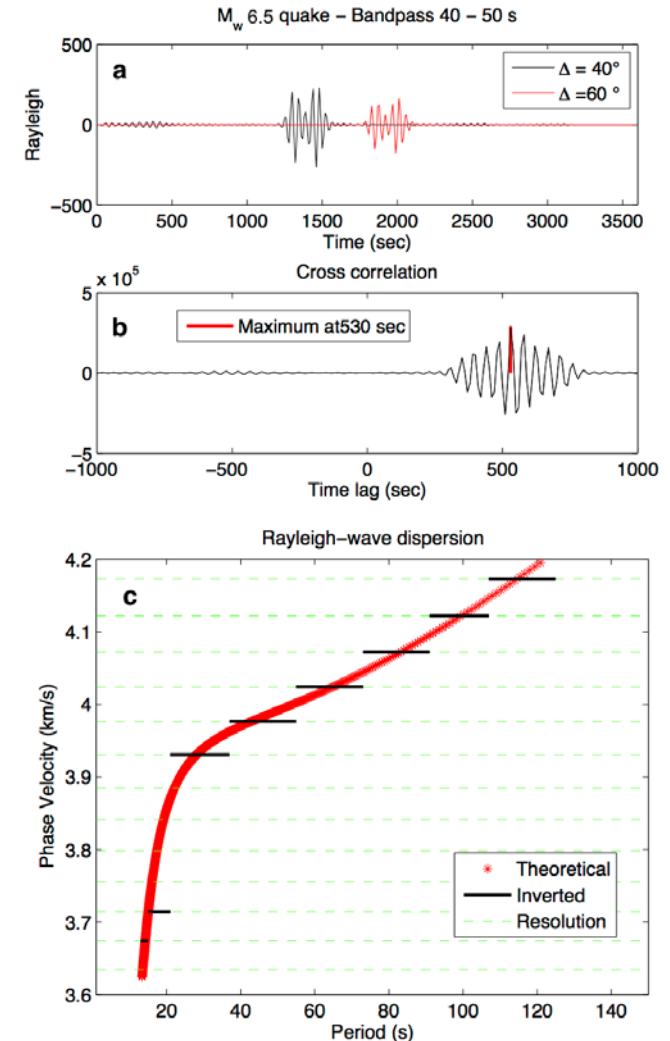 M_w 6.5 quake – Bandpass 40 – 50 s
a
Δ = 40°
Δ =60 °
Rayleigh
500
0
−500
0 500 1000 1500 2000 2500 3000 3500
Time (sec)
Cross correlation
x 10^5
b
Maximum at530 sec
5
0
−5
−1000 −500 0 500 1000
Time lag (sec)
Rayleigh−wave dispersion
c
Phase Velocity (km/s)
4.2
4.1
4
3.9
3.8
3.7
3.6
Theoretical
Inverted
Resolution
20 40 60 80 100 120 140
Period (s)